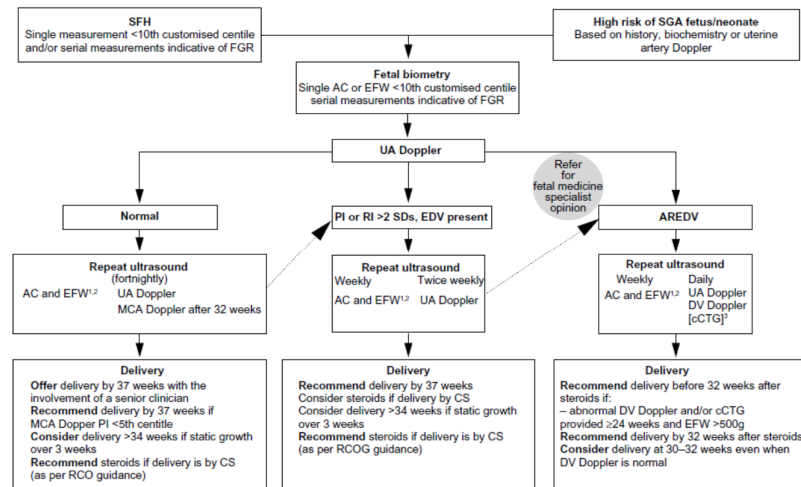 SFH
Single measurement <10th customised centile
and/or serial measurements indicative of FGR
High risk of SGA fetus/neonate
Based on history, biochemistry or uterine
artery Doppler
Fetal biometry
Single AC or EFW <10th customised centile
serial measurements indicative of FGR
UA Doppler
Refer
for
fetal medicine
specialist
opinion
Normal
PI or RI >2 SDs, EDV present
AREDV
Repeat ultrasound
(fortnightly)
AC and EFW1,2 UA Doppler
MCA Doppler after 32 weeks
Repeat ultrasound
Weekly Twice weekly
AC and EFW1,2 UA Doppler
Repeat ultrasound
Weekly Daily
AC and EFW1,2 UA Doppler
DV Doppler
[cCTG]3
Delivery
Offer delivery by 37 weeks with the
involvement of a senior clinician
Recommend delivery by 37 weeks if
MCA Dopper PI <5th centitle
Consider delivery >34 weeks if static growth
over 3 weeks
Recommend steroids if delivery is by CS
(as per RCO guidance)
Delivery
Recommend delivery by 37 weeks
Consider steroids if delivery by CS
Consider delivery >34 weeks if static growth
over 3 weeks
Recommend steroids if delivery is by CS
(as per RCOG guidance)
Delivery
Recommend delivery before 32 weeks after
steroids if:
– abnormal DV Doppler and/or cCTG
provided ≥24 weeks and EFW >500g
Recommend delivery by 32 weeks after steroids
Consider delivery at 30–32 weeks even when
DV Doppler is normal